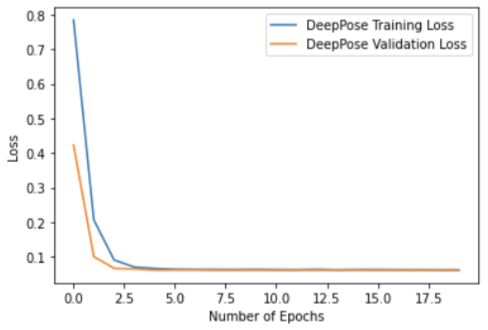 DeepPose Training Loss
DeepPose Validation Loss
0.8
0.7
0.6
0.5
0.4
0.3
0.2
0.1
Loss
0.0 2.5 5.0 7.5 10.0 12.5 15.0 17.5
Number of Epochs